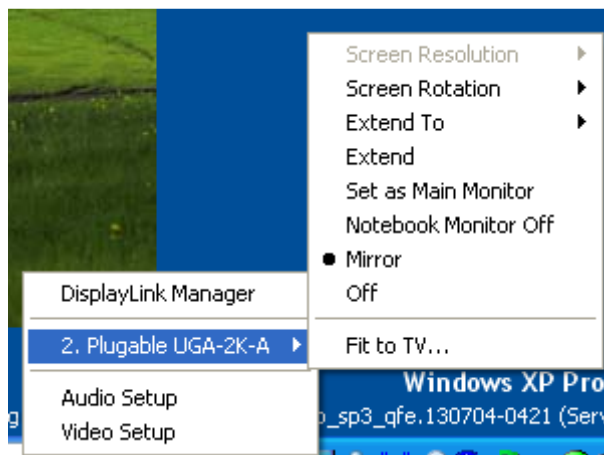 Screen Resolution
Screen Rotation
Extend To
Extend
Set as Main Monitor
Notebook Monitor Off
Mirror
Off
Fit to TV...
DisplayLink Manager
2. Plugable UGA-2K-A
Audio Setup
Video Setup
Windows XP Pro
_sp3_qfe.130704-0421 (Serv